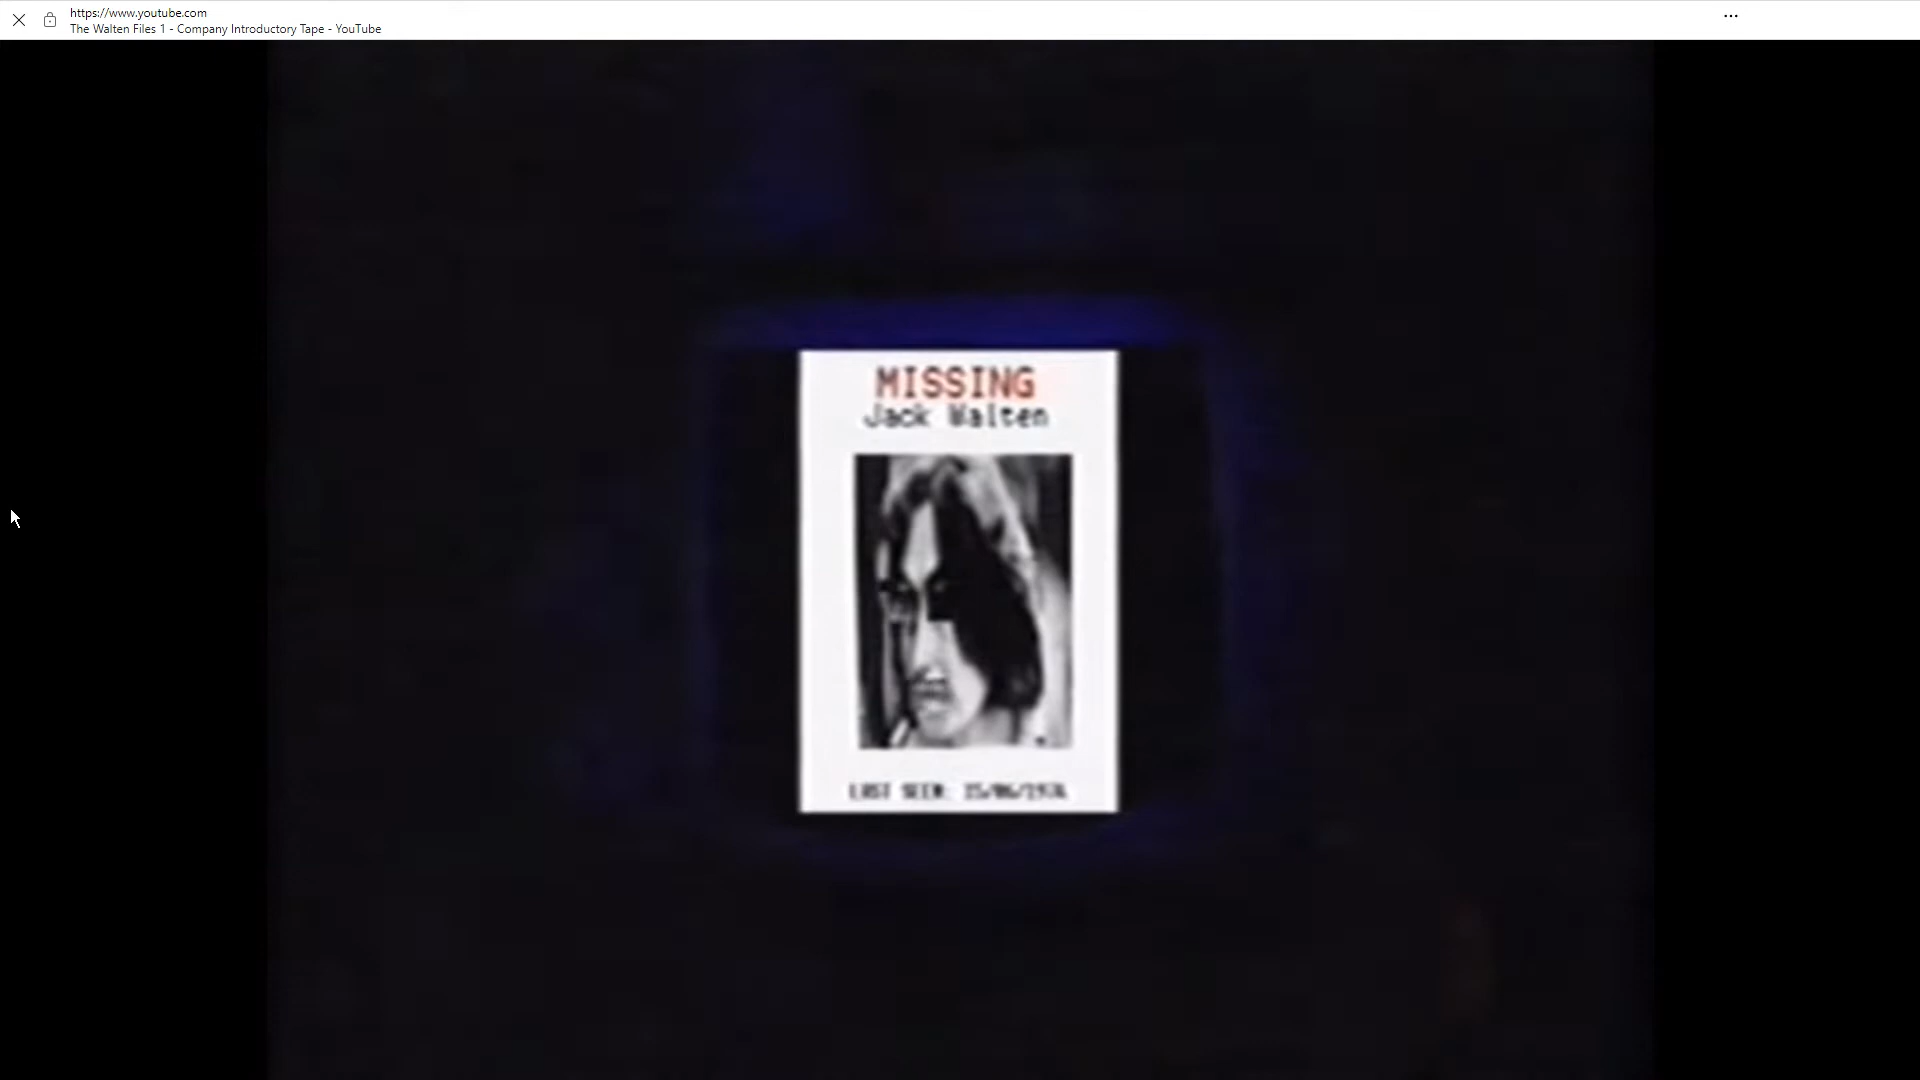 https://www.youtube.com
The Walten Files 1 - Company Introductory Tape - YouTube
MISSING
Jack Walten
LAST SEEN: